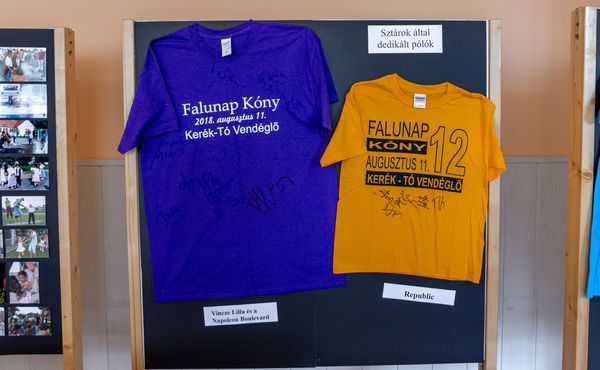 Sztárok által
dedikált pólók
Falunap Kóny
2018. augusztus 11.
Kerék-Tó Vendéglő
FALUNAP
KÓNY
12
AUGUSZTUS 11.
KERÉK - TÓ VENDÉGLŐ
Vincze Lilla és a
Napoleon Boulevard
Republic